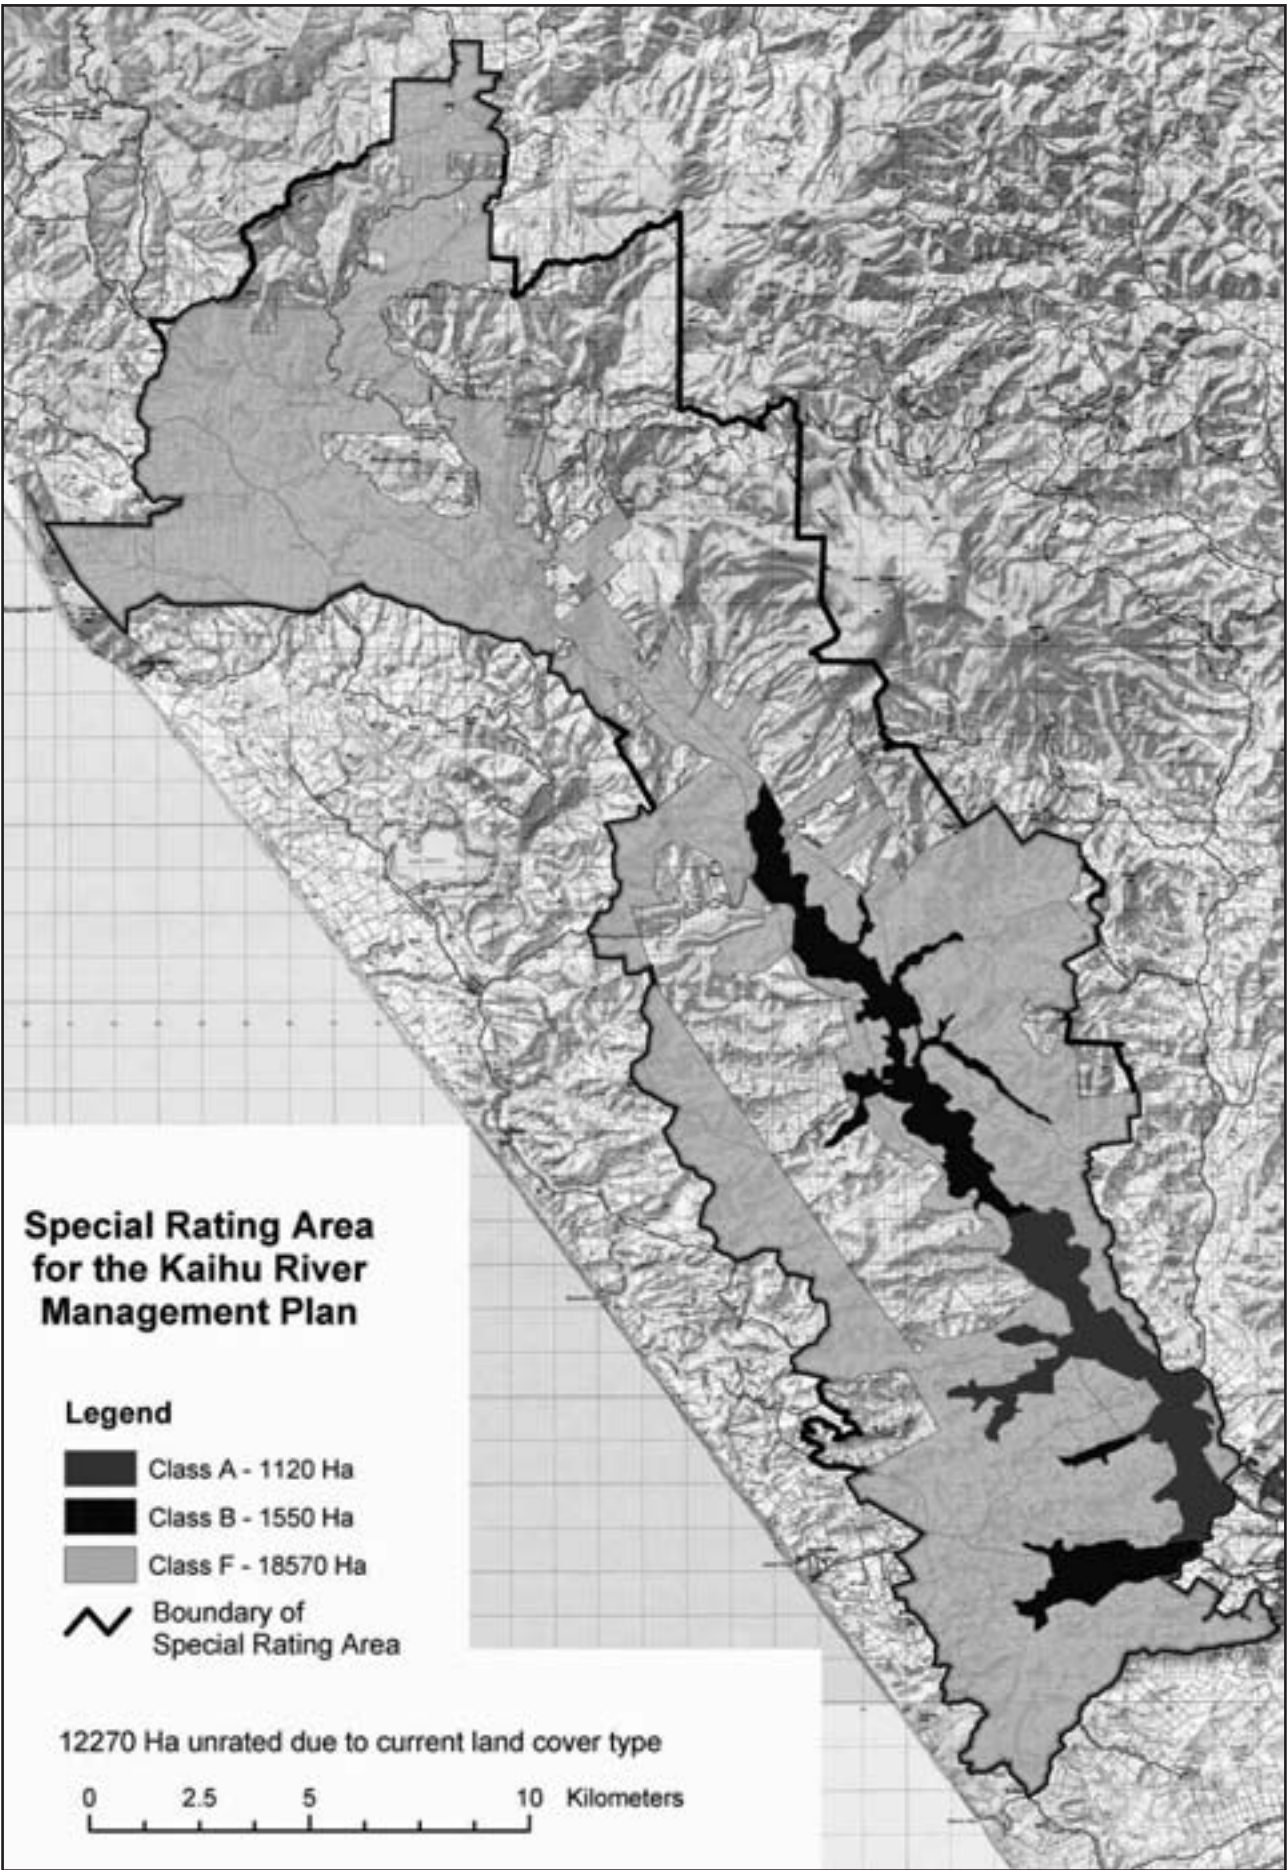 Special Rating Area
for the Kaihu River
Management Plan
Legend
Class A - 1120 Ha
Class B - 1550 Ha
Class F - 18570 Ha
Boundary of
Special Rating Area
12270 Ha unrated due to current land cover type
0 2.5 5 10 Kilometers